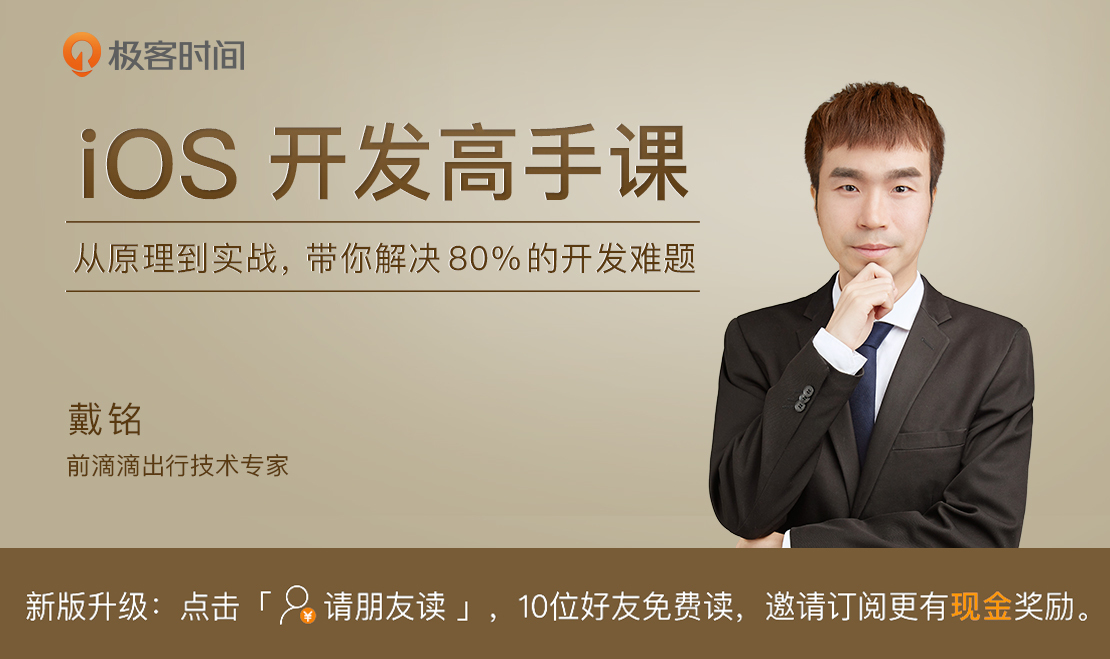 极客时间
iOS 开发高手课
从原理到实战，带你解决 80% 的开发难题
戴铭
前滴滴出行技术专家
新版升级：点击「 ¥ 请朋友读 」，10位好友免费读，邀请订阅更有现金奖励。